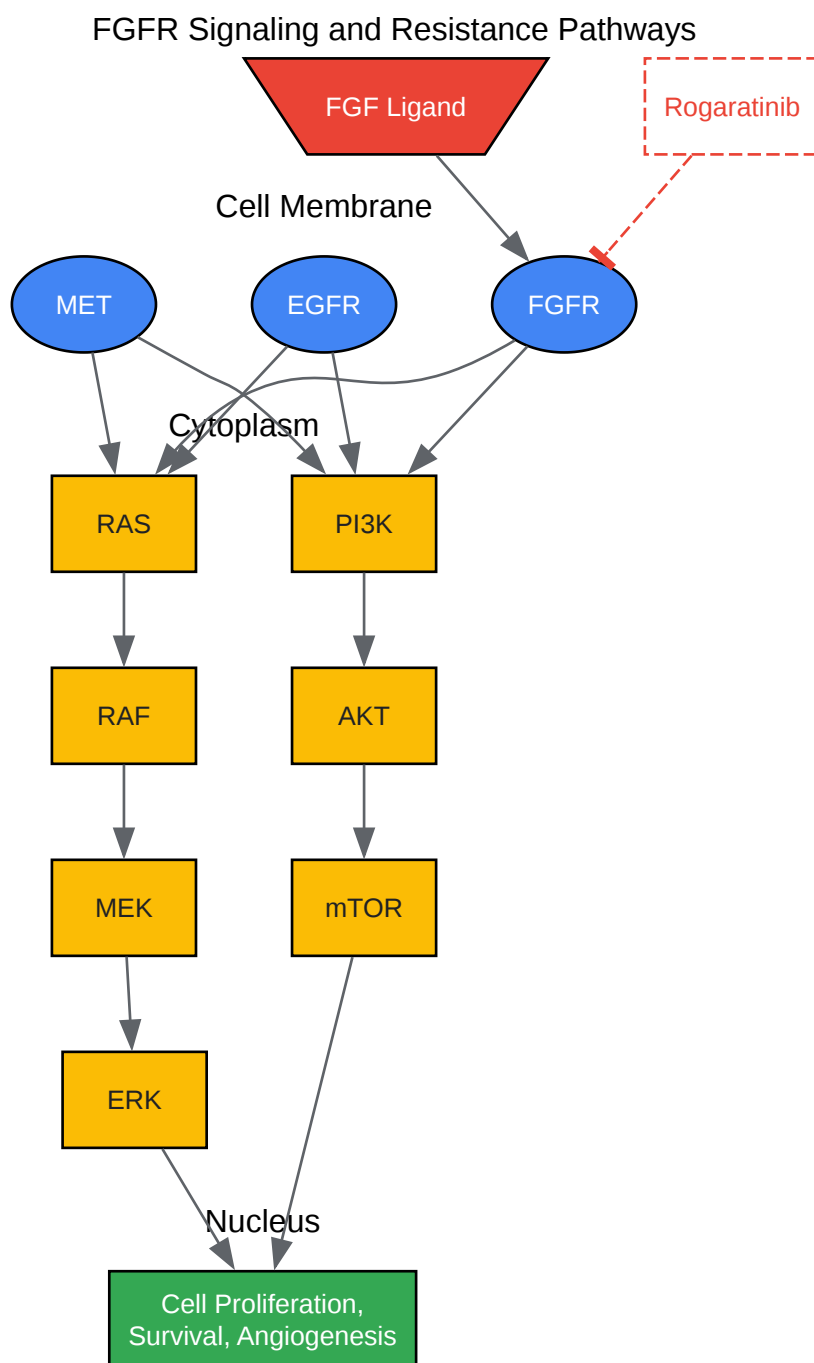 FGFR Signaling and Resistance Pathways
FGF Ligand
Rogaratinib
Cell Membrane
MET
EGFR
FGFR
Cytoplasm
RAS
PI3K
RAF
AKT
MEK
mTOR
ERK
Nucleus
Cell Proliferation,
Survival, Angiogenesis